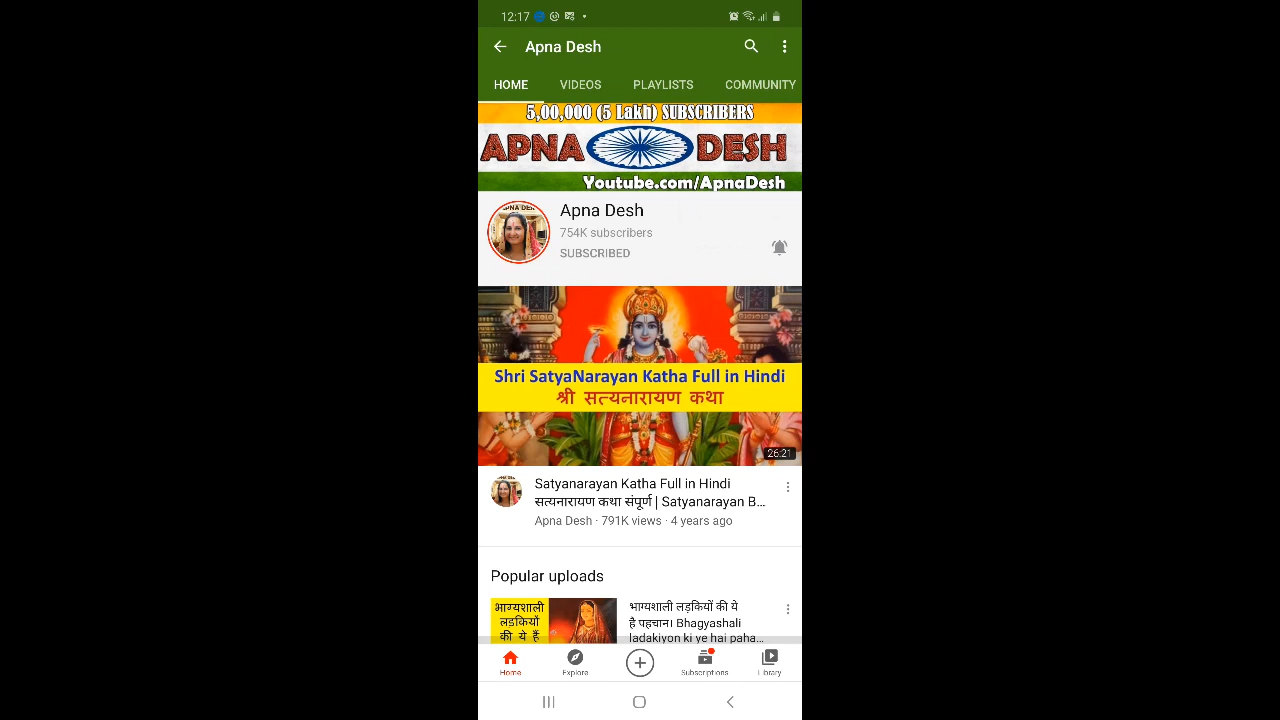 12:17
Apna Desh
HOME VIDEOS PLAYLISTS COMMUNITY
5,00,000 (5 Lakh) SUBSCRIBERS
APNA DESH
Youtube.com/ApnaDesh
Apna Desh
754K subscribers
SUBSCRIBED
Shri SatyaNarayan Katha Full in Hindi
श्री सत्यनारायण कथा
26:21
Satyanarayan Katha Full in Hindi
सत्यनारायण कथा संपूर्ण | Satyanarayan B...
Apna Desh · 791K views · 4 years ago
Popular uploads
भाग्यशाली
लडकियों
की ये हैं
भाग्यशाली लड़कियों की ये
है पहचान। Bhagyashali
ladakiyon ki ye hai paha...
Home Explore Subscriptions Library